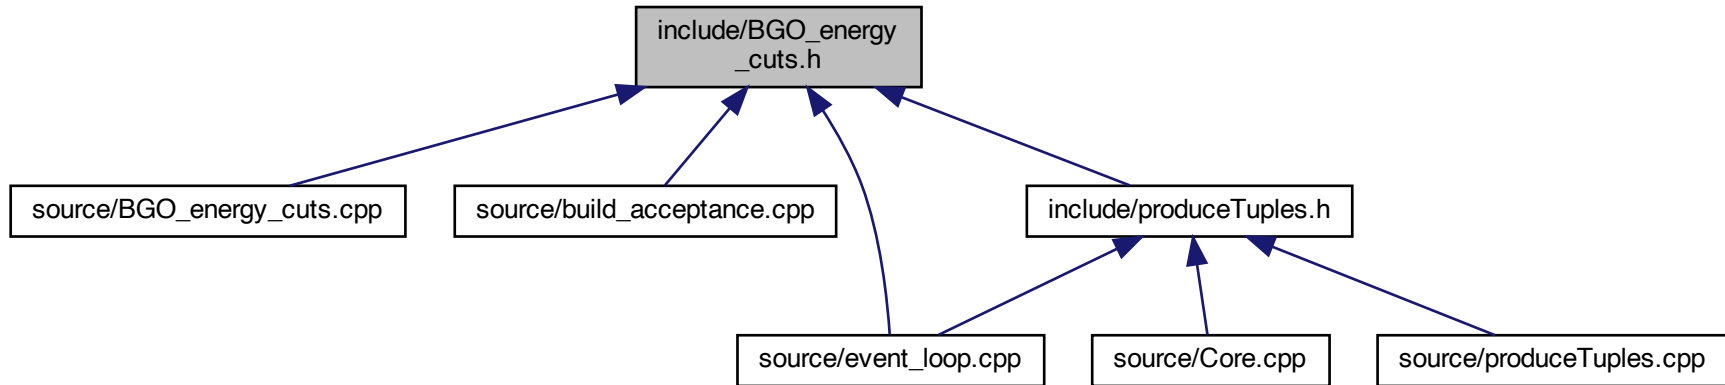 include/BGO_energy
_cuts.h
source/BGO_energy_cuts.cpp
source/build_acceptance.cpp
include/produceTuples.h
source/event_loop.cpp
source/Core.cpp
source/produceTuples.cpp